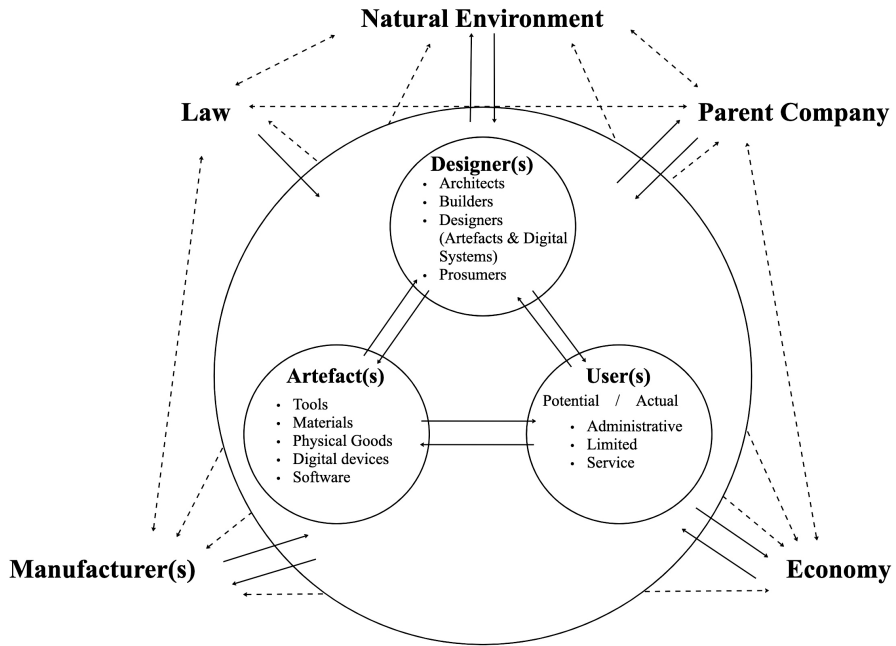 Natural Environment
Law
Parent Company
Designer(s)
• Architects
• Builders
• Designers
(Artefacts & Digital
Systems)
• Prosumers
Artefact(s)
• Tools
• Materials
• Physical Goods
• Digital devices
• Software
User(s)
Potential / Actual
• Administrative
• Limited
• Service
Manufacturer(s)
Economy